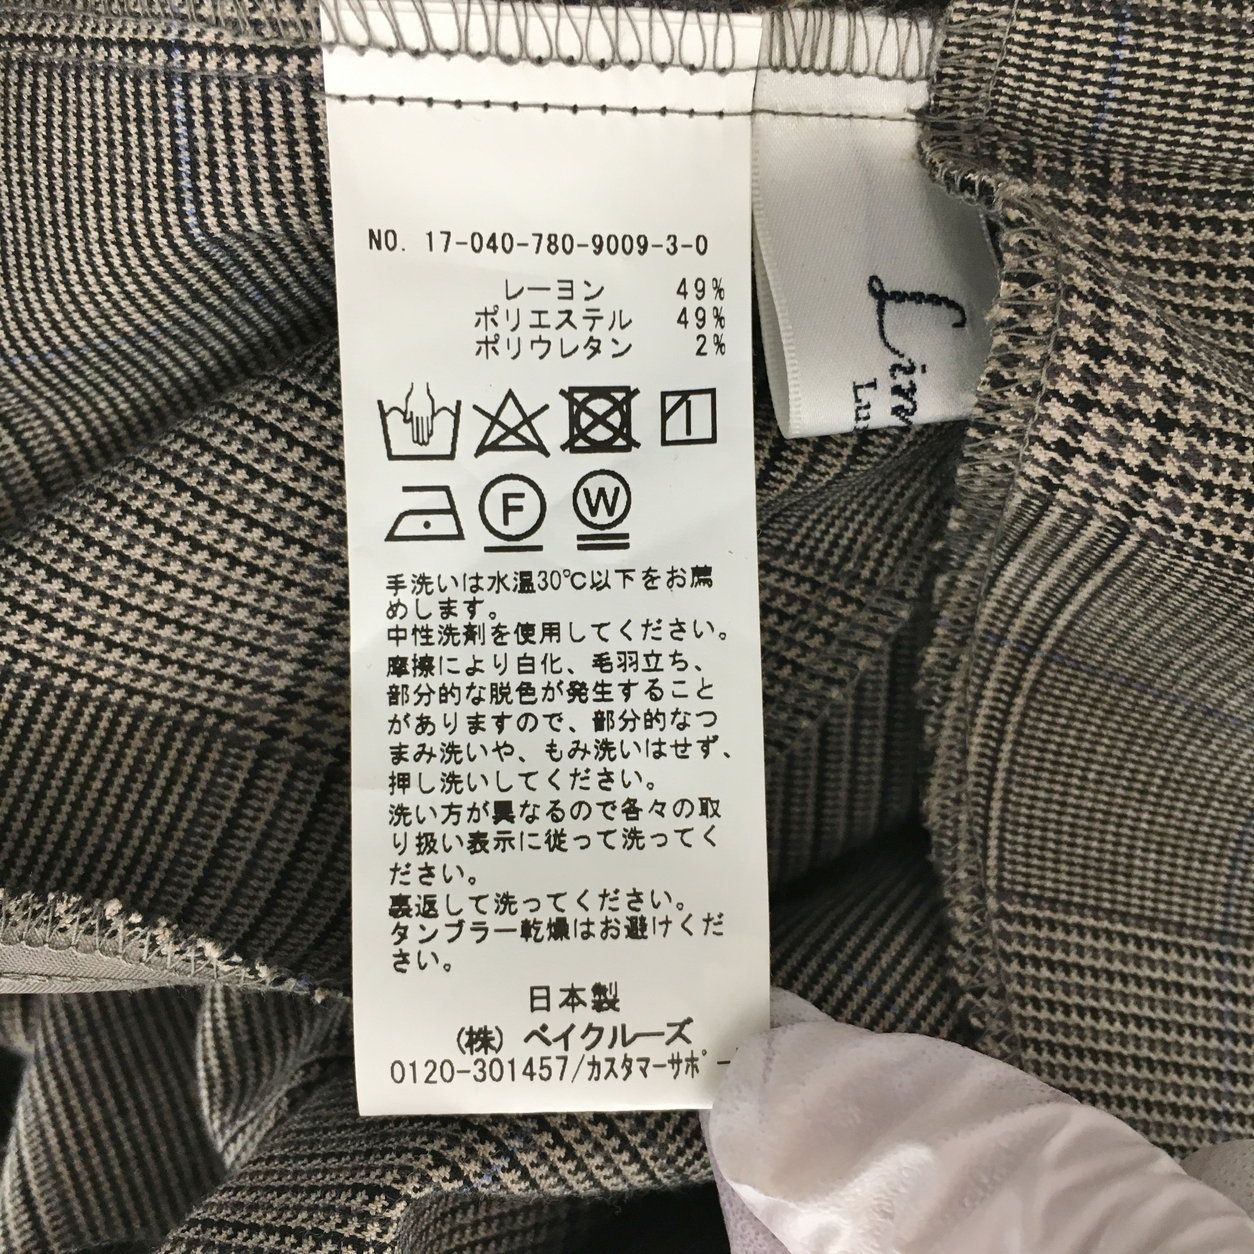 NO. 17-040-780-9009-3-0
レーヨン 49%
ポリエステル 49%
ポリウレタン 2%
F W
手洗いは水温30℃以下をお薦
めします。
中性洗剤を使用してください。
摩擦により白化、毛羽立ち、
部分的な脱色が発生すること
がありますので、部分的なつ
まみ洗いや、もみ洗いはせず、
押し洗いしてください。
洗い方が異なるので各々の取
り扱い表示に従って洗ってく
ださい。
裏返して洗ってください。
タンブラー乾燥はお避けくだ
さい。
日本製
(株) ベイクルーズ
0120-301457/カスタマーサポー